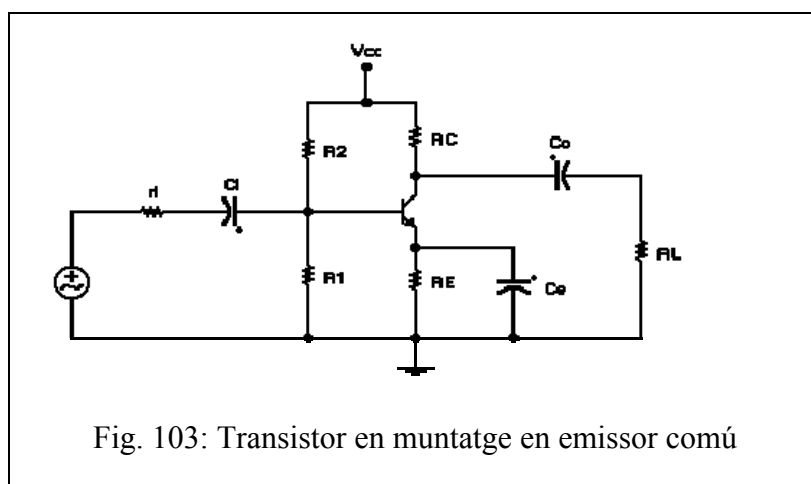 Vcc
R2
RC
Co
ri
Ci
R1
RE
Ce
RL
Fig. 103: Transistor en muntatge en emissor comú